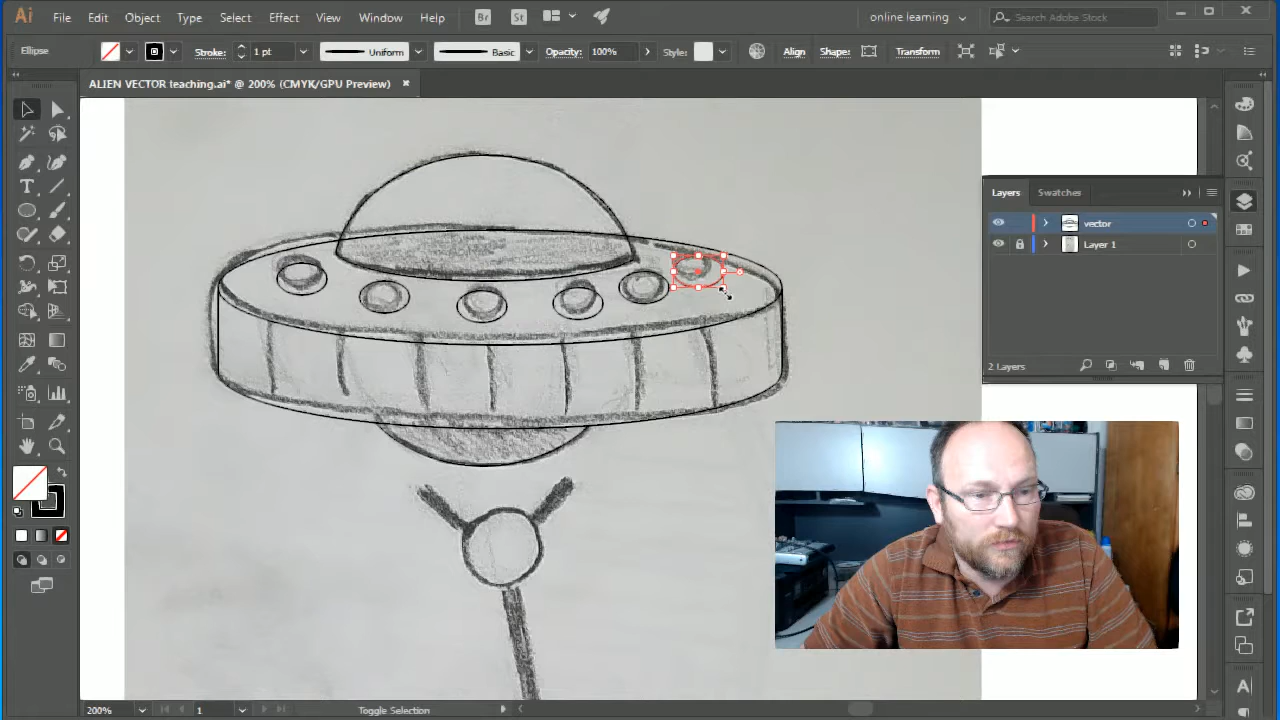 Ai File Edit Object Type Select Effect View Window Help Br St online learning Search Adobe Stock
Ellipse Stroke: 1 pt Uniform Basic Opacity: 100% Style: Align Shape: Transform
ALIEN VECTOR teaching.ai* @ 200% (CMYK/GPU Preview) ×
Layers Swatches
vector
Layer 1
2 Layers
200% 1 Toggle Selection